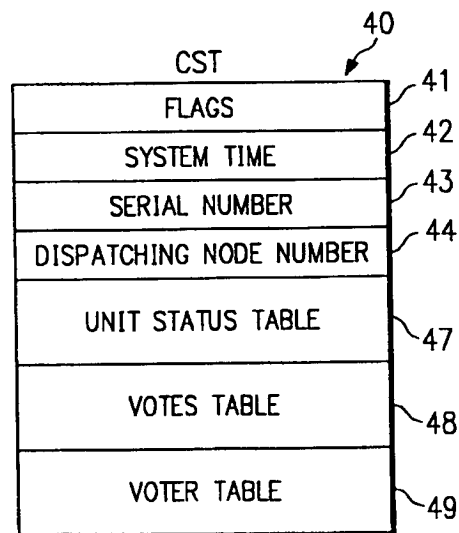 40
CST
FLAGS
41
SYSTEM TIME
42
SERIAL NUMBER
43
DISPATCHING NODE NUMBER
44
UNIT STATUS TABLE
47
VOTES TABLE
48
VOTER TABLE
49